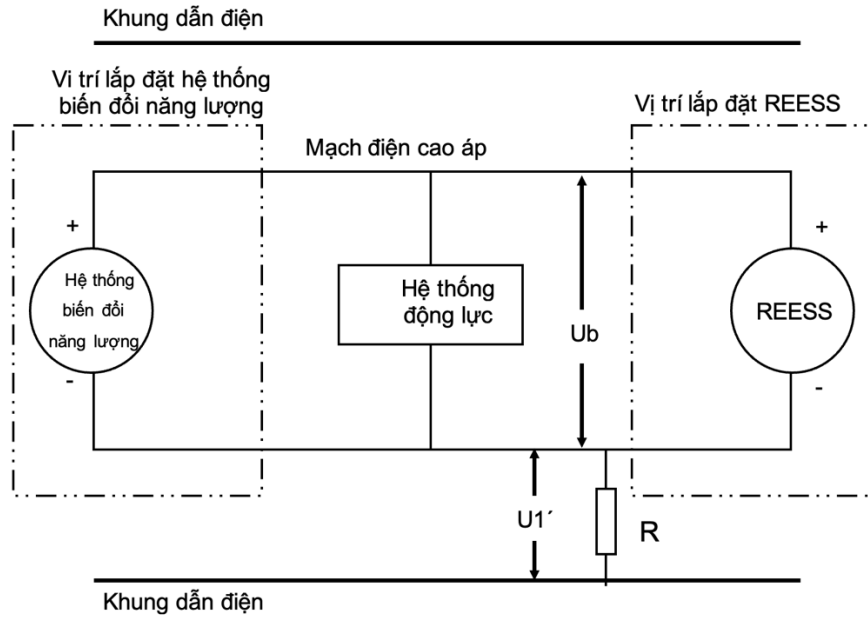 Khung dẫn điện
Vi trí lắp đặt hệ thống
biến đổi năng lượng
Vị trí lắp đặt REESS
Mạch điện cao áp
+
+
Hệ thống
biến đổi
năng lượng
Hệ thống
động lực
Ub
REESS
-
-
U1´
R
Khung dẫn điện